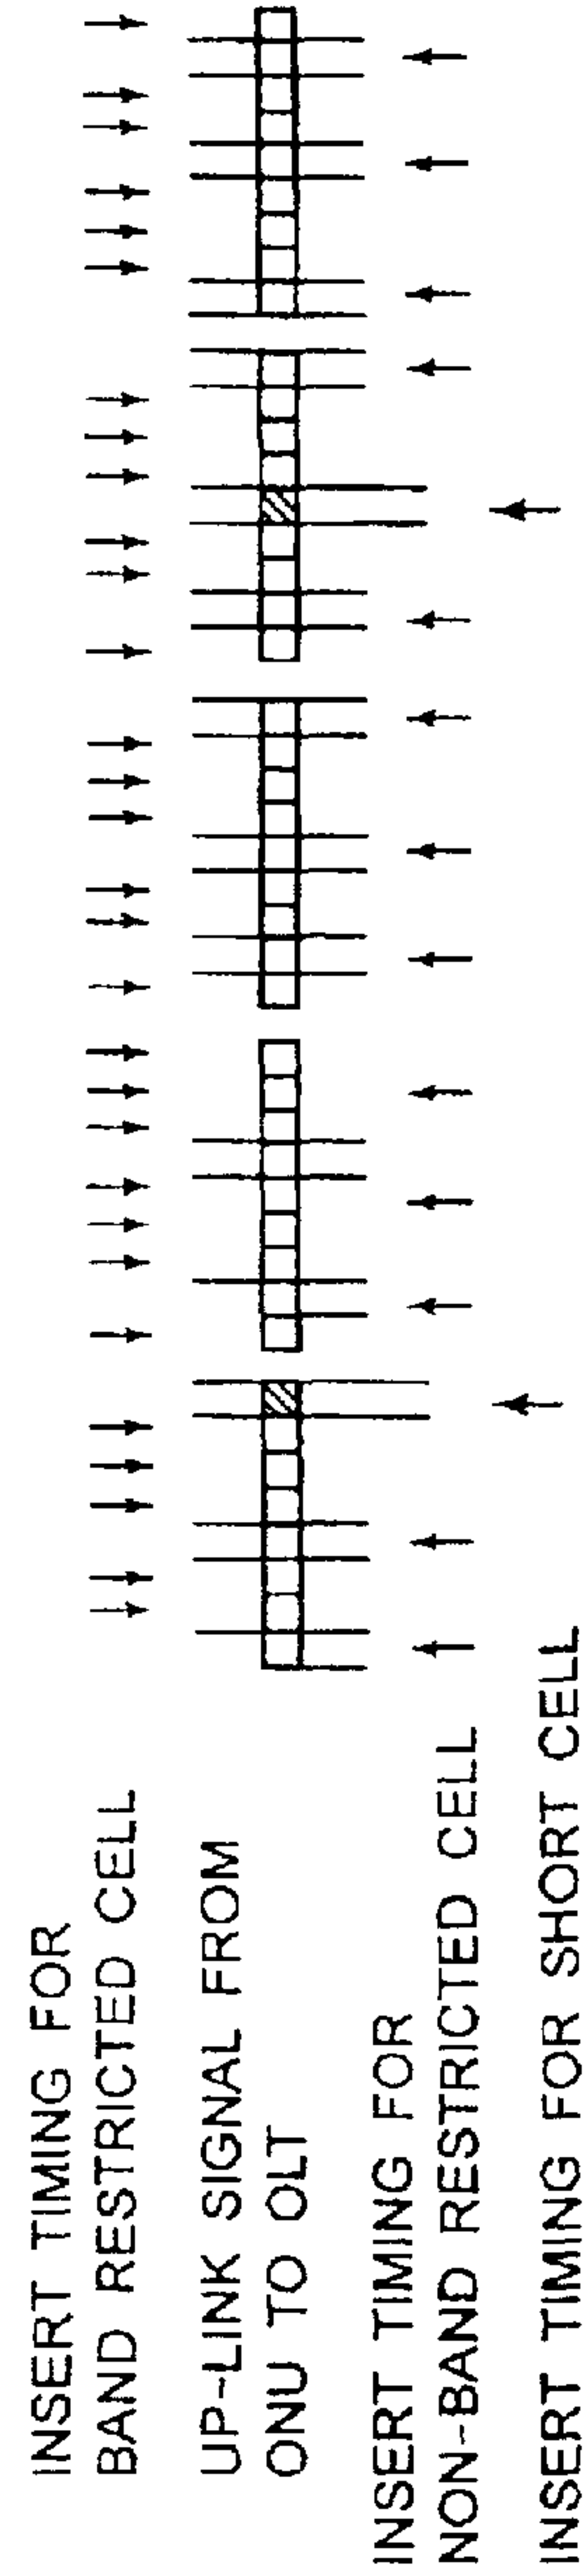 INSERT TIMING FOR
BAND RESTRICTED CELL
UP-LINK SIGNAL FROM
ONU TO OLT
INSERT TIMING FOR
NON-BAND RESTRICTED CELL
INSERT TIMING FOR SHORT CELL